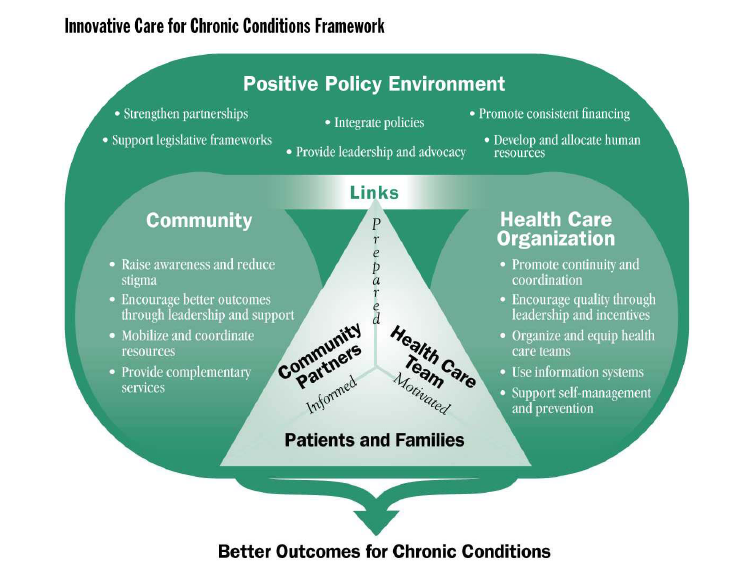 Innovative Care for Chronic Conditions Framework
Positive Policy Environment
• Strengthen partnerships
• Support legislative frameworks
• Integrate policies
• Provide leadership and advocacy
• Promote consistent financing
• Develop and allocate human
resources
Links
Community
• Raise awareness and reduce
stigma
• Encourage better outcomes
through leadership and support
• Mobilize and coordinate
resources
• Provide complementary
services
Health Care
Organization
• Promote continuity and
coordination
• Encourage quality through
leadership and incentives
• Organize and equip health
care teams
• Use information systems
• Support self-management
and prevention
Prepared
Community
Partners
Informed
Health Care
Team
Motivated
Patients and Families
Better Outcomes for Chronic Conditions